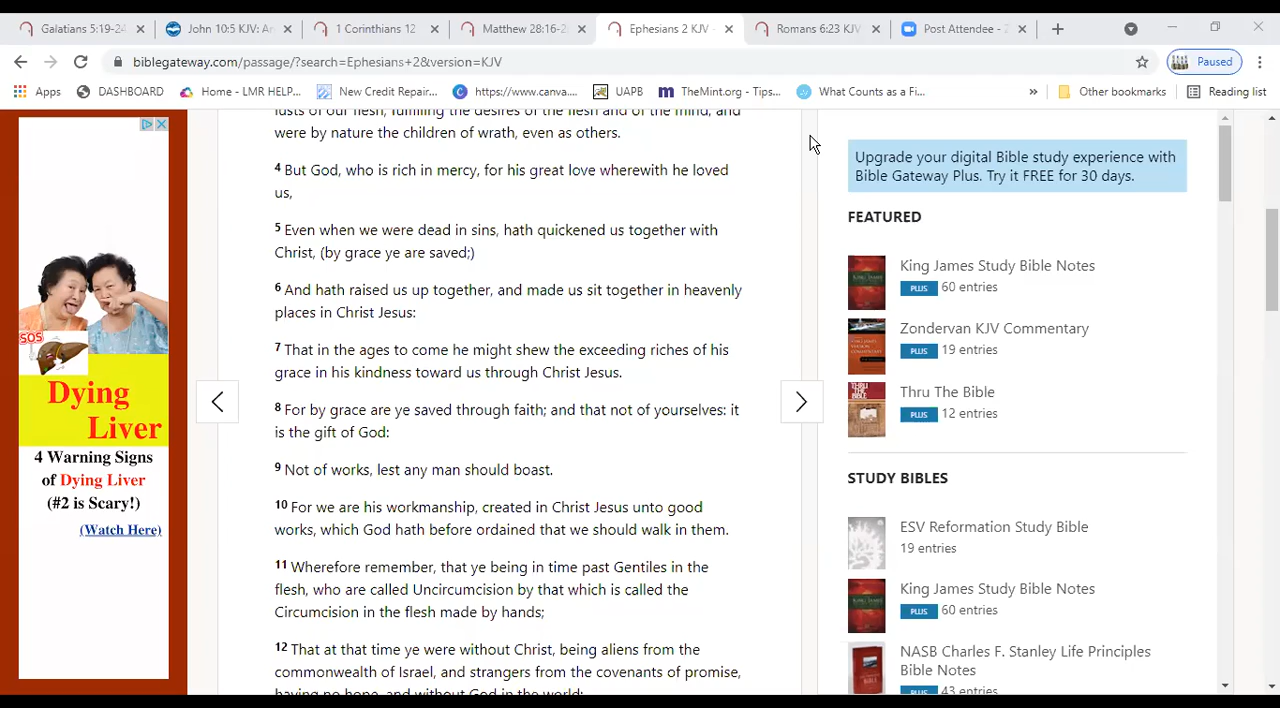 Galatians 5:19-24
John 10:5 KJV: An
1 Corinthians 12
Matthew 28:16-2
Ephesians 2 KJV -
Romans 6:23 KJV
Post Attendee - Z
biblegateway.com/passage/?search=Ephesians+2&version=KJV
Paused
Apps
DASHBOARD
Home - LMR HELP...
New Credit Repair...
https://www.canva....
UAPB
TheMint.org - Tips...
What Counts as a Fi...
»
Other bookmarks
Reading list
lusts of our flesh, fulfilling the desires of the flesh and of the mind; and
were by nature the children of wrath, even as others.
4 But God, who is rich in mercy, for his great love wherewith he loved
us,
5 Even when we were dead in sins, hath quickened us together with
Christ, (by grace ye are saved;)
6 And hath raised us up together, and made us sit together in heavenly
places in Christ Jesus:
7 That in the ages to come he might shew the exceeding riches of his
grace in his kindness toward us through Christ Jesus.
8 For by grace are ye saved through faith; and that not of yourselves: it
is the gift of God:
9 Not of works, lest any man should boast.
10 For we are his workmanship, created in Christ Jesus unto good
works, which God hath before ordained that we should walk in them.
11 Wherefore remember, that ye being in time past Gentiles in the
flesh, who are called Uncircumcision by that which is called the
Circumcision in the flesh made by hands;
12 That at that time ye were without Christ, being aliens from the
commonwealth of Israel, and strangers from the covenants of promise,
having no hope, and without God in the world:
SOS
Dying
Liver
4 Warning Signs
of Dying Liver
(#2 is Scary!)
(Watch Here)
Upgrade your digital Bible study experience with
Bible Gateway Plus. Try it FREE for 30 days.
FEATURED
King James Study Bible Notes
PLUS 60 entries
Zondervan KJV Commentary
PLUS 19 entries
THRU THE BIBLE
Thru The Bible
PLUS 12 entries
STUDY BIBLES
ESV Reformation Study Bible
19 entries
King James Study Bible Notes
PLUS 60 entries
NASB Charles F. Stanley Life Principles
Bible Notes
PLUS 43 entries